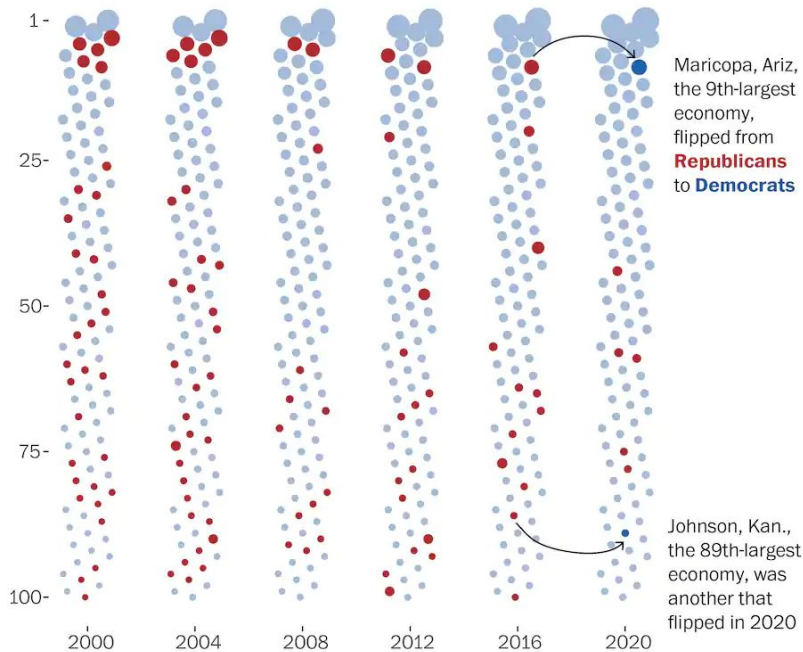 1-
Maricopa, Ariz,
the 9th-largest
economy,
flipped from
Republicans
to Democrats
25-
50-
75-
Johnson, Kan.,
the 89th-largest
economy, was
another that
flipped in 2020
100-
2000 2004 2008 2012 2016 2020